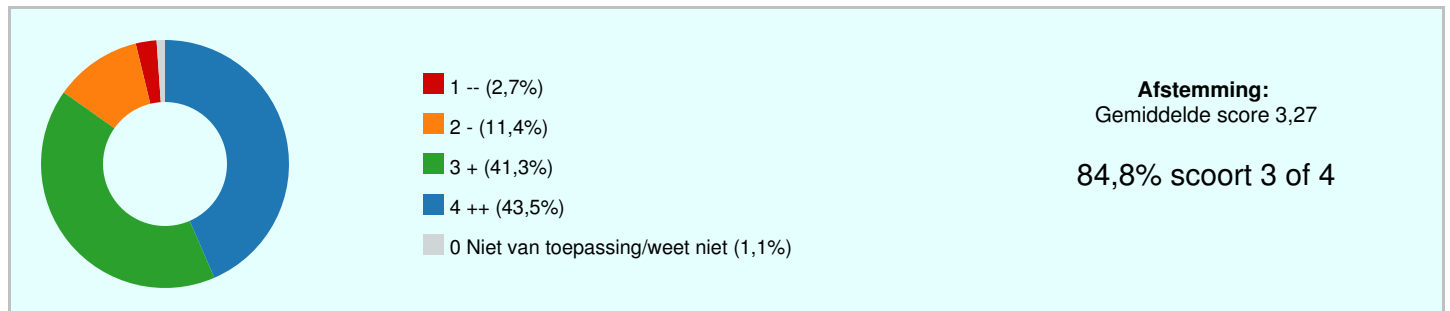 1 -- (2,7%)
2 - (11,4%)
3 + (41,3%)
4 ++ (43,5%)
0 Niet van toepassing/weet niet (1,1%)
Afstemming:
Gemiddelde score 3,27
84,8% scoort 3 of 4